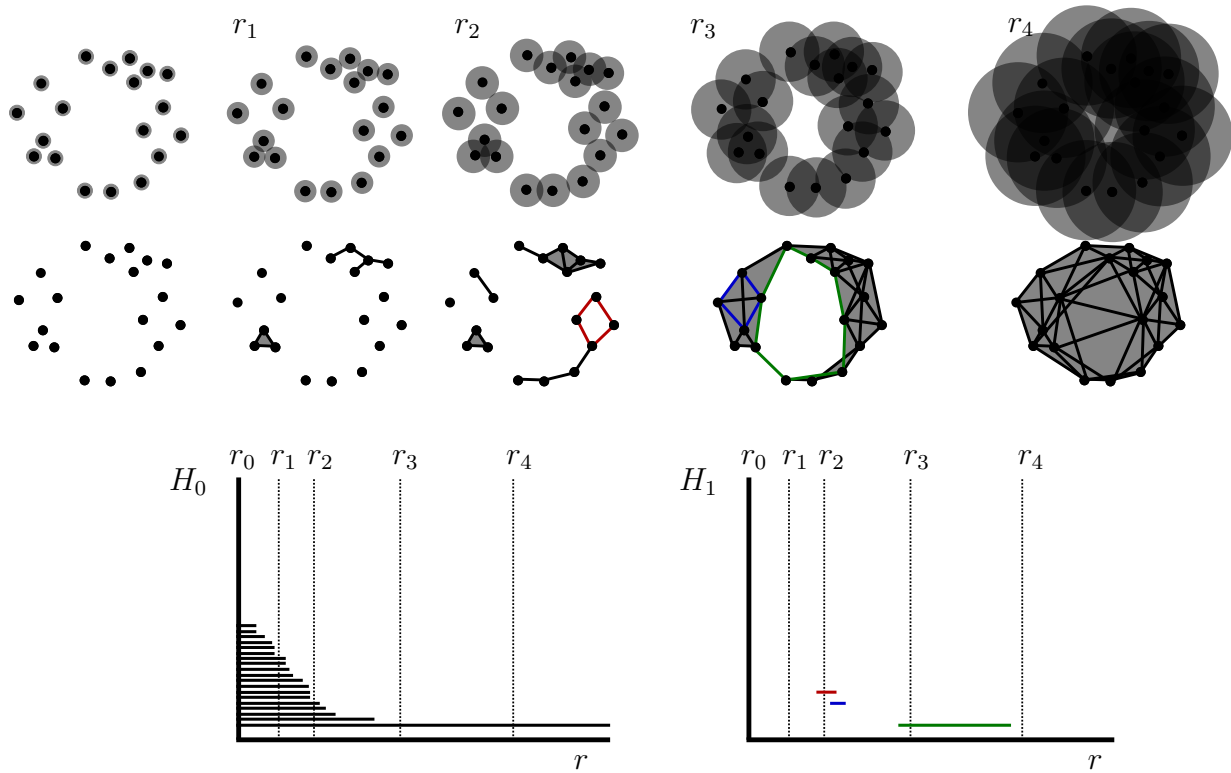 r₁ r₂ r₃ r₄
r₀ r₁ r₂ r₃ r₄
H₀
r
r₀ r₁ r₂ r₃ r₄
H₁
r